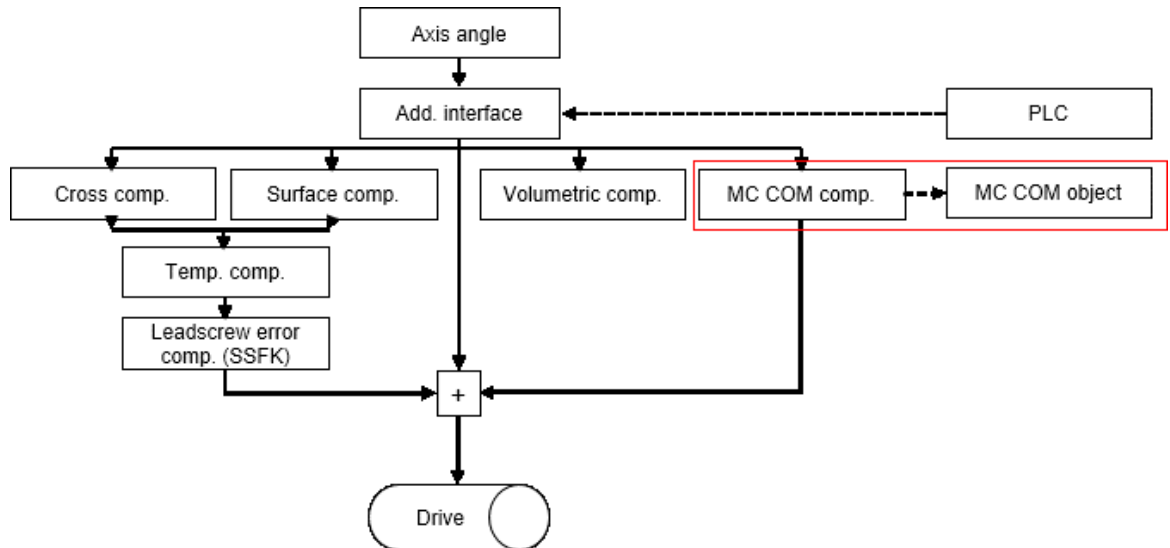 Axis angle
Add. interface
PLC
Cross comp.
Surface comp.
Volumetric comp.
MC COM comp.
MC COM object
Temp. comp.
Leadscrew error
comp. (SSFK)
+
Drive